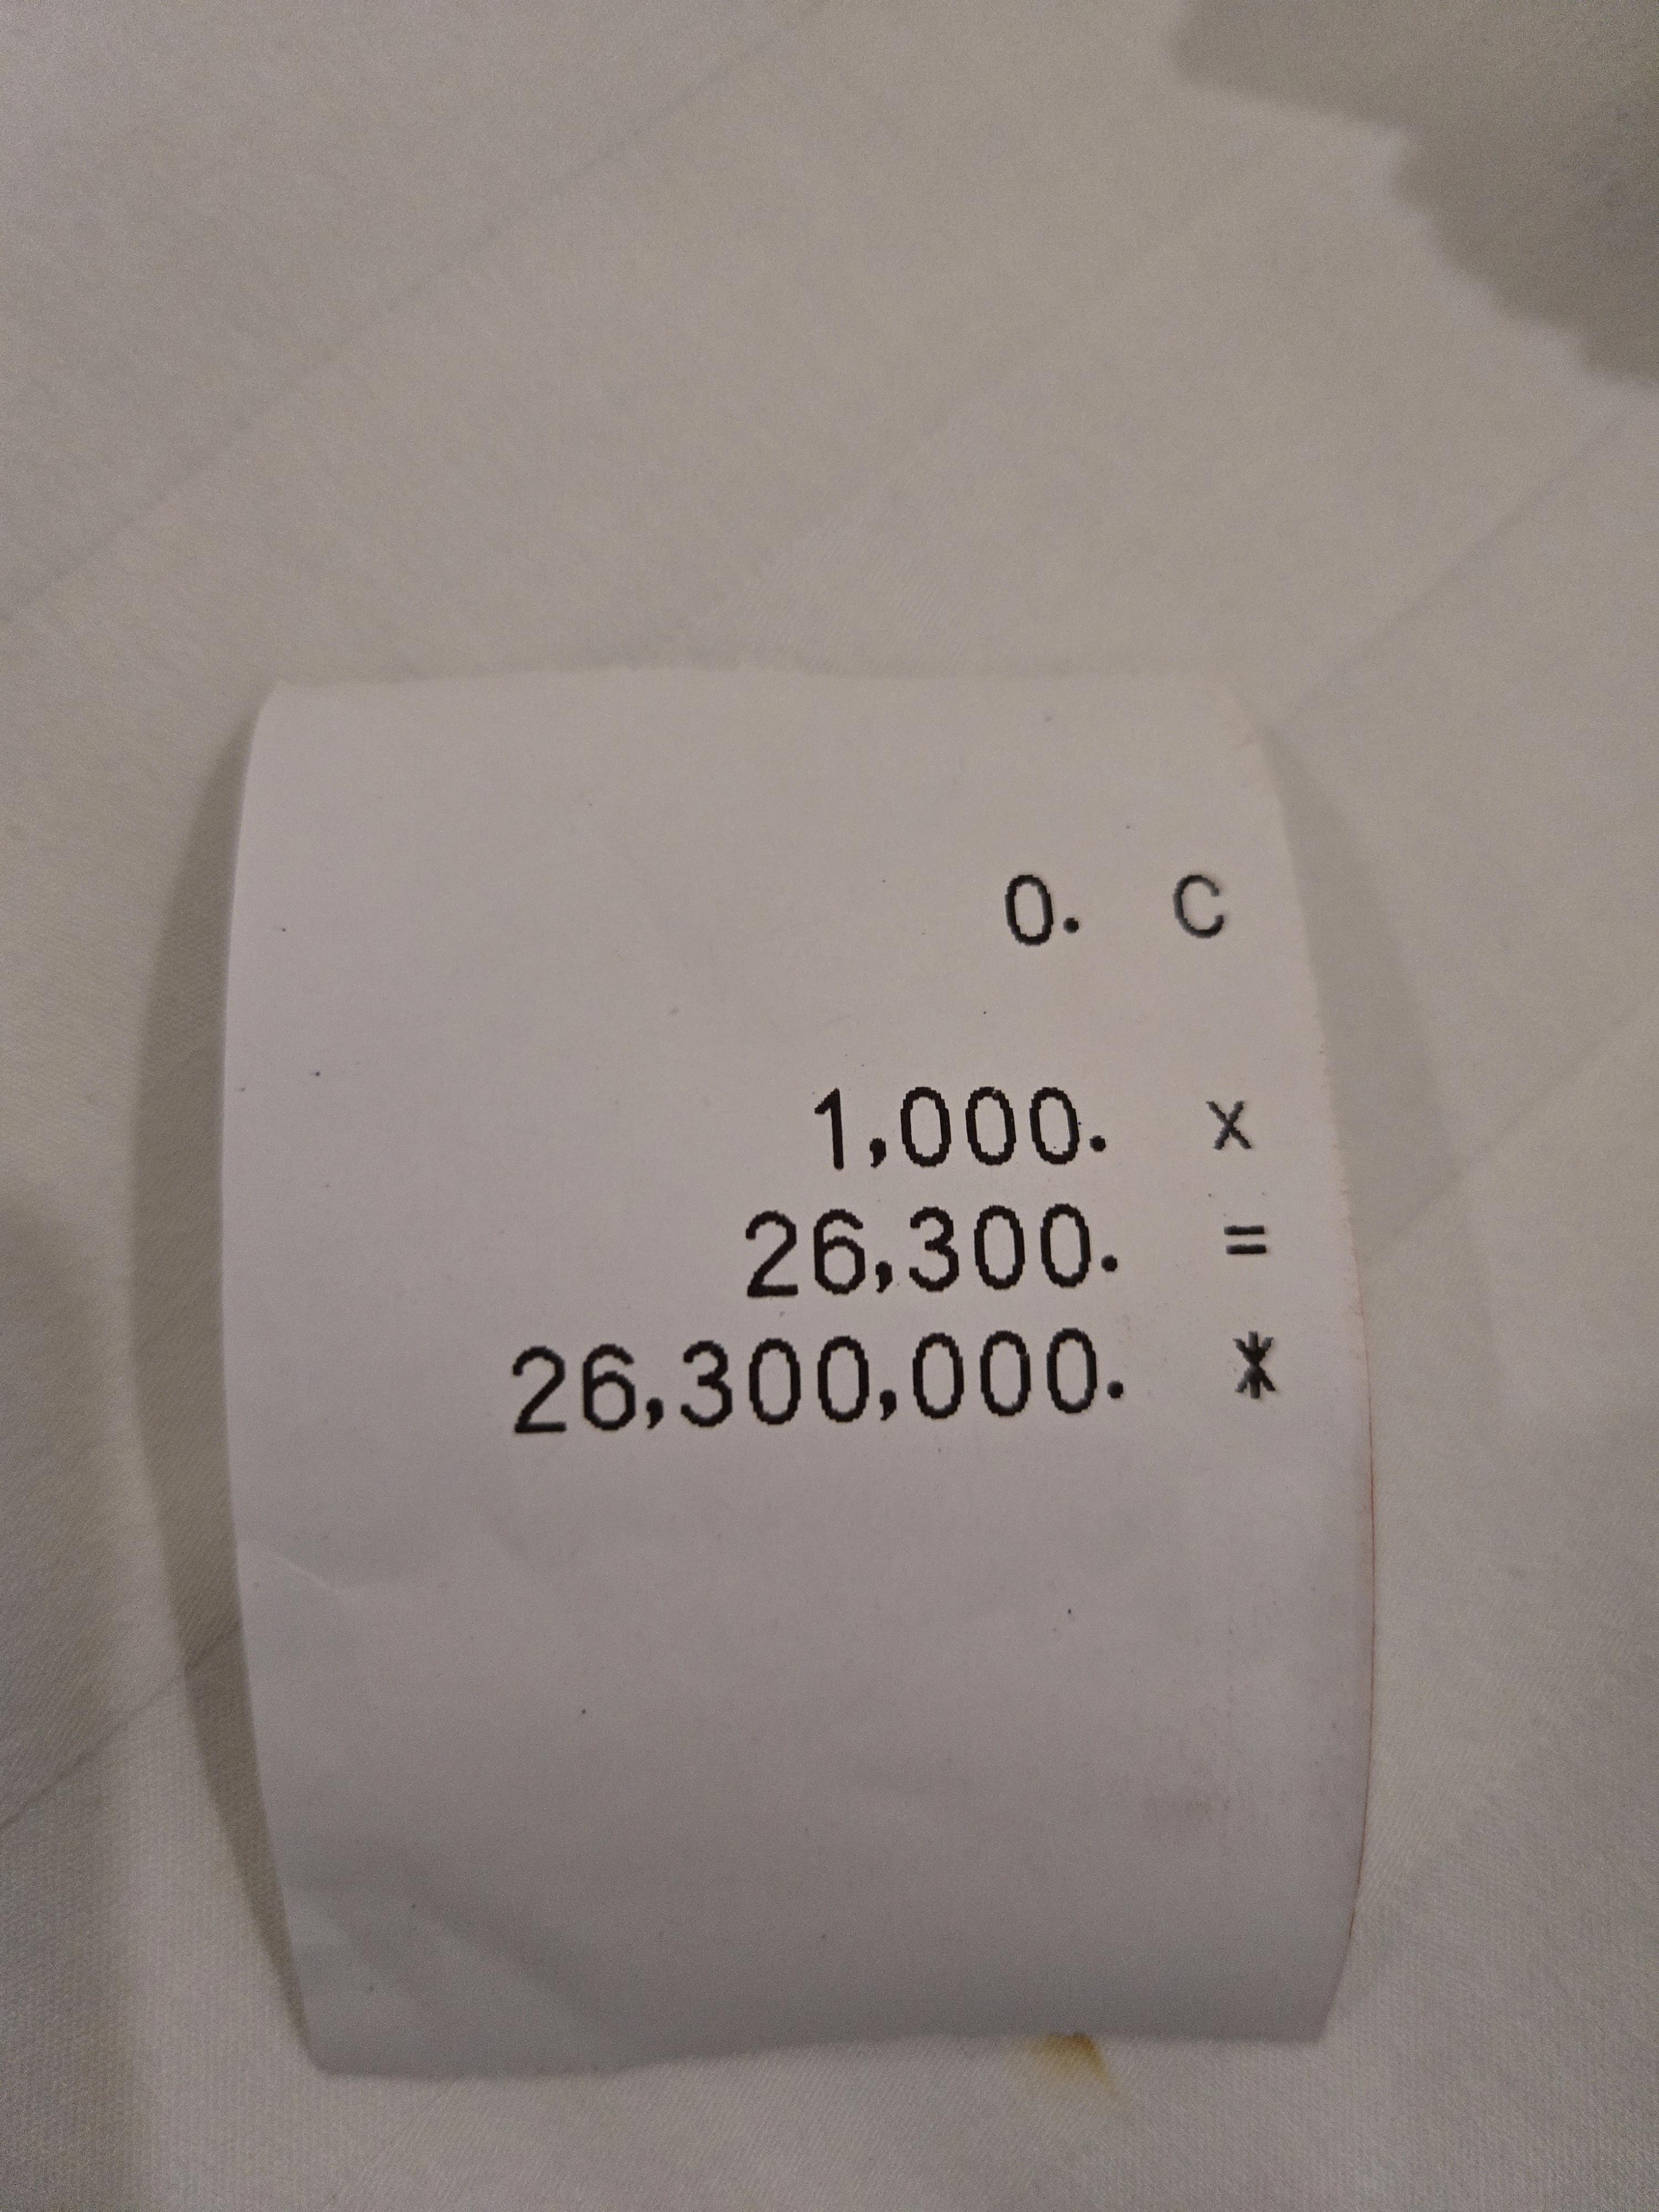 0. C
1,000. x
26,300. =
26,300,000. *